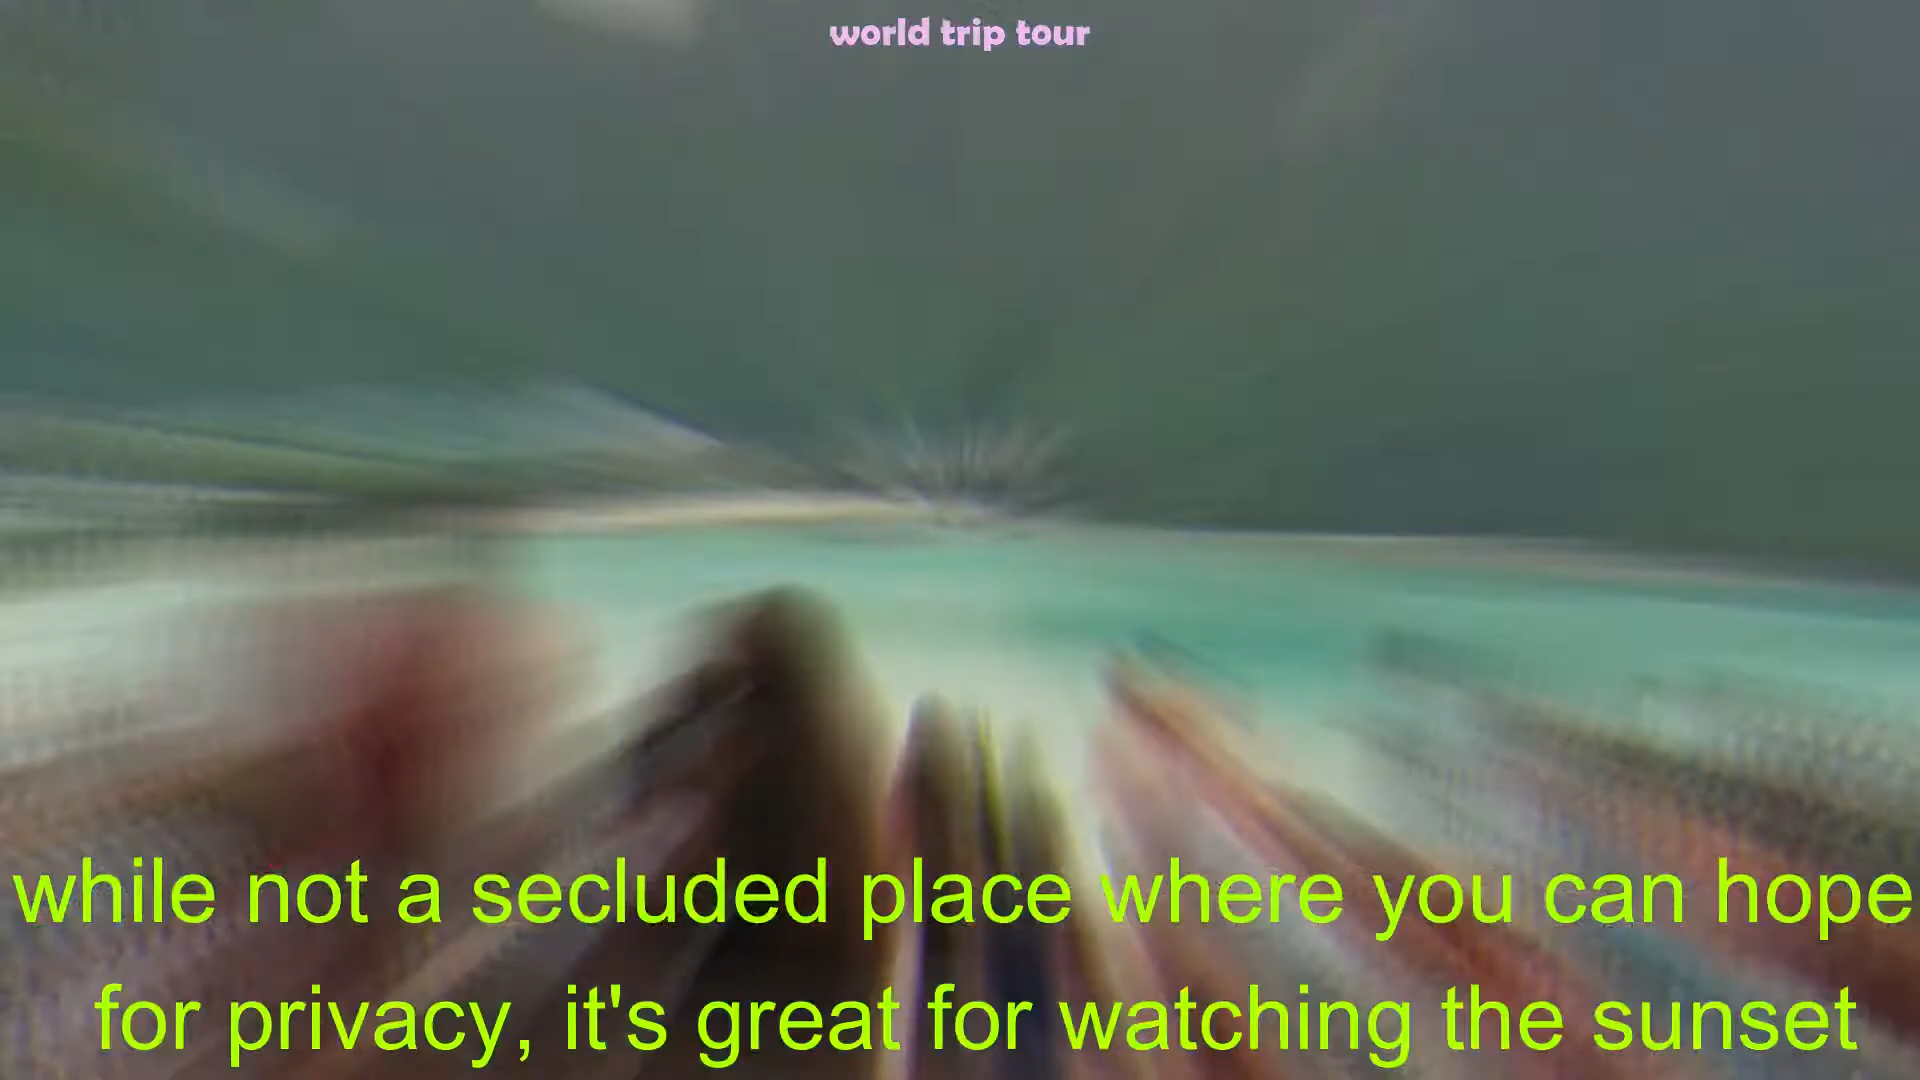 world trip tour
while not a secluded place where you can hope
for privacy, it's great for watching the sunset